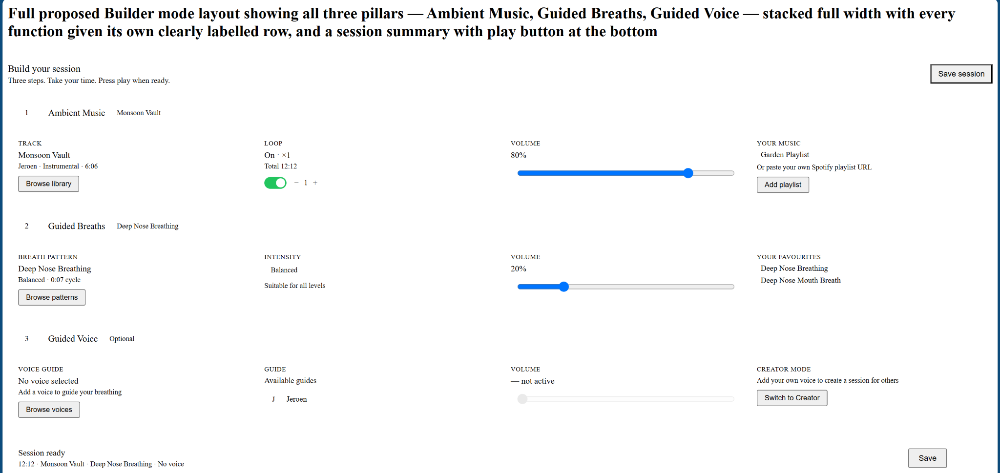 Full proposed Builder mode layout showing all three pillars — Ambient Music, Guided Breaths, Guided Voice — stacked full width with every
function given its own clearly labelled row, and a session summary with play button at the bottom
Build your session
Three steps. Take your time. Press play when ready.
Save session
1 Ambient Music Monsoon Vault
TRACK
Monsoon Vault
Jeroen · Instrumental · 6:06
Browse library
LOOP
On · ×1
Total 12:12
− 1 +
VOLUME
80%
YOUR MUSIC
Garden Playlist
Or paste your own Spotify playlist URL
Add playlist
2 Guided Breaths Deep Nose Breathing
BREATH PATTERN
Deep Nose Breathing
Balanced · 0:07 cycle
Browse patterns
INTENSITY
Balanced
Suitable for all levels
VOLUME
20%
YOUR FAVOURITES
Deep Nose Breathing
Deep Nose Mouth Breath
3 Guided Voice Optional
VOICE GUIDE
No voice selected
Add a voice to guide your breathing
Browse voices
GUIDE
Available guides
J Jeroen
VOLUME
— not active
CREATOR MODE
Add your own voice to create a session for others
Switch to Creator
Session ready
12:12 · Monsoon Vault · Deep Nose Breathing · No voice
Save